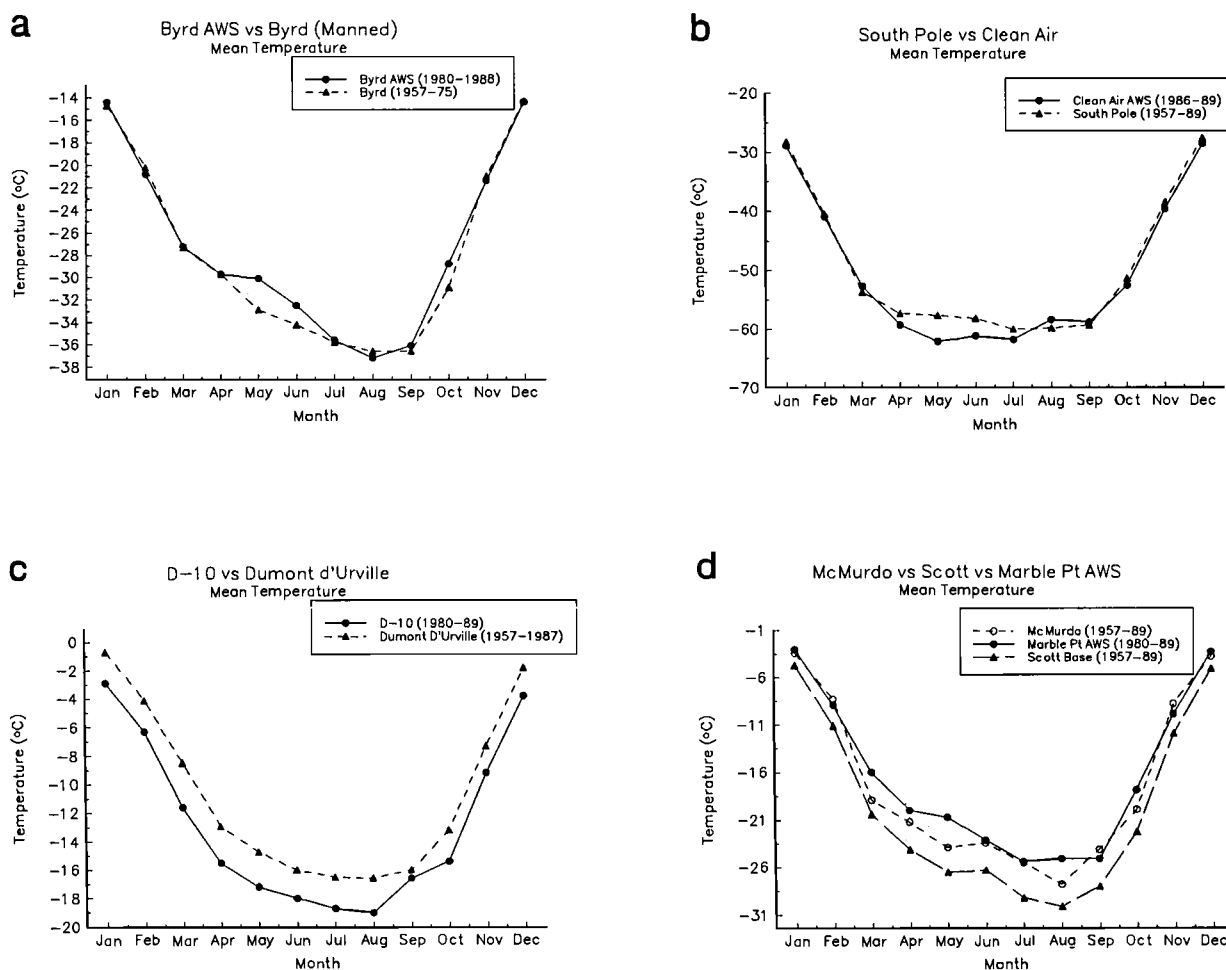 a
Byrd AWS vs Byrd (Manned)
Mean Temperature
Byrd AWS (1980-1988)
Byrd (1957-75)
Temperature (oC)
-14
-16
-18
-20
-22
-24
-26
-28
-30
-32
-34
-36
-38
Jan Feb Mar Apr May Jun Jul Aug Sep Oct Nov Dec
Month
b
South Pole vs Clean Air
Mean Temperature
Clean Air AWS (1986-89)
South Pole (1957-89)
Temperature (oC)
-20
-30
-40
-50
-60
-70
Jan Feb Mar Apr May Jun Jul Aug Sep Oct Nov Dec
Month
c
D-10 vs Dumont d'Urville
Mean Temperature
D-10 (1980-89)
Dumont D'Urville (1957-1987)
Temperature (oC)
0
-2
-4
-6
-8
-10
-12
-14
-16
-18
-20
Jan Feb Mar Apr May Jun Jul Aug Sep Oct Nov Dec
Month
d
McMurdo vs Scott vs Marble Pt AWS
Mean Temperature
McMurdo (1957-89)
Marble Pt AWS (1980-89)
Scott Base (1957-89)
Temperature (oC)
-1
-6
-11
-16
-21
-26
-31
Jan Feb Mar Apr May Jun Jul Aug Sep Oct Nov Dec
Month